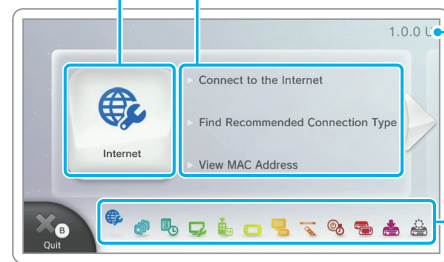 1.0.0 U
Connect to the Internet
Find Recommended Connection Type
Internet
View MAC Address
B
Quit